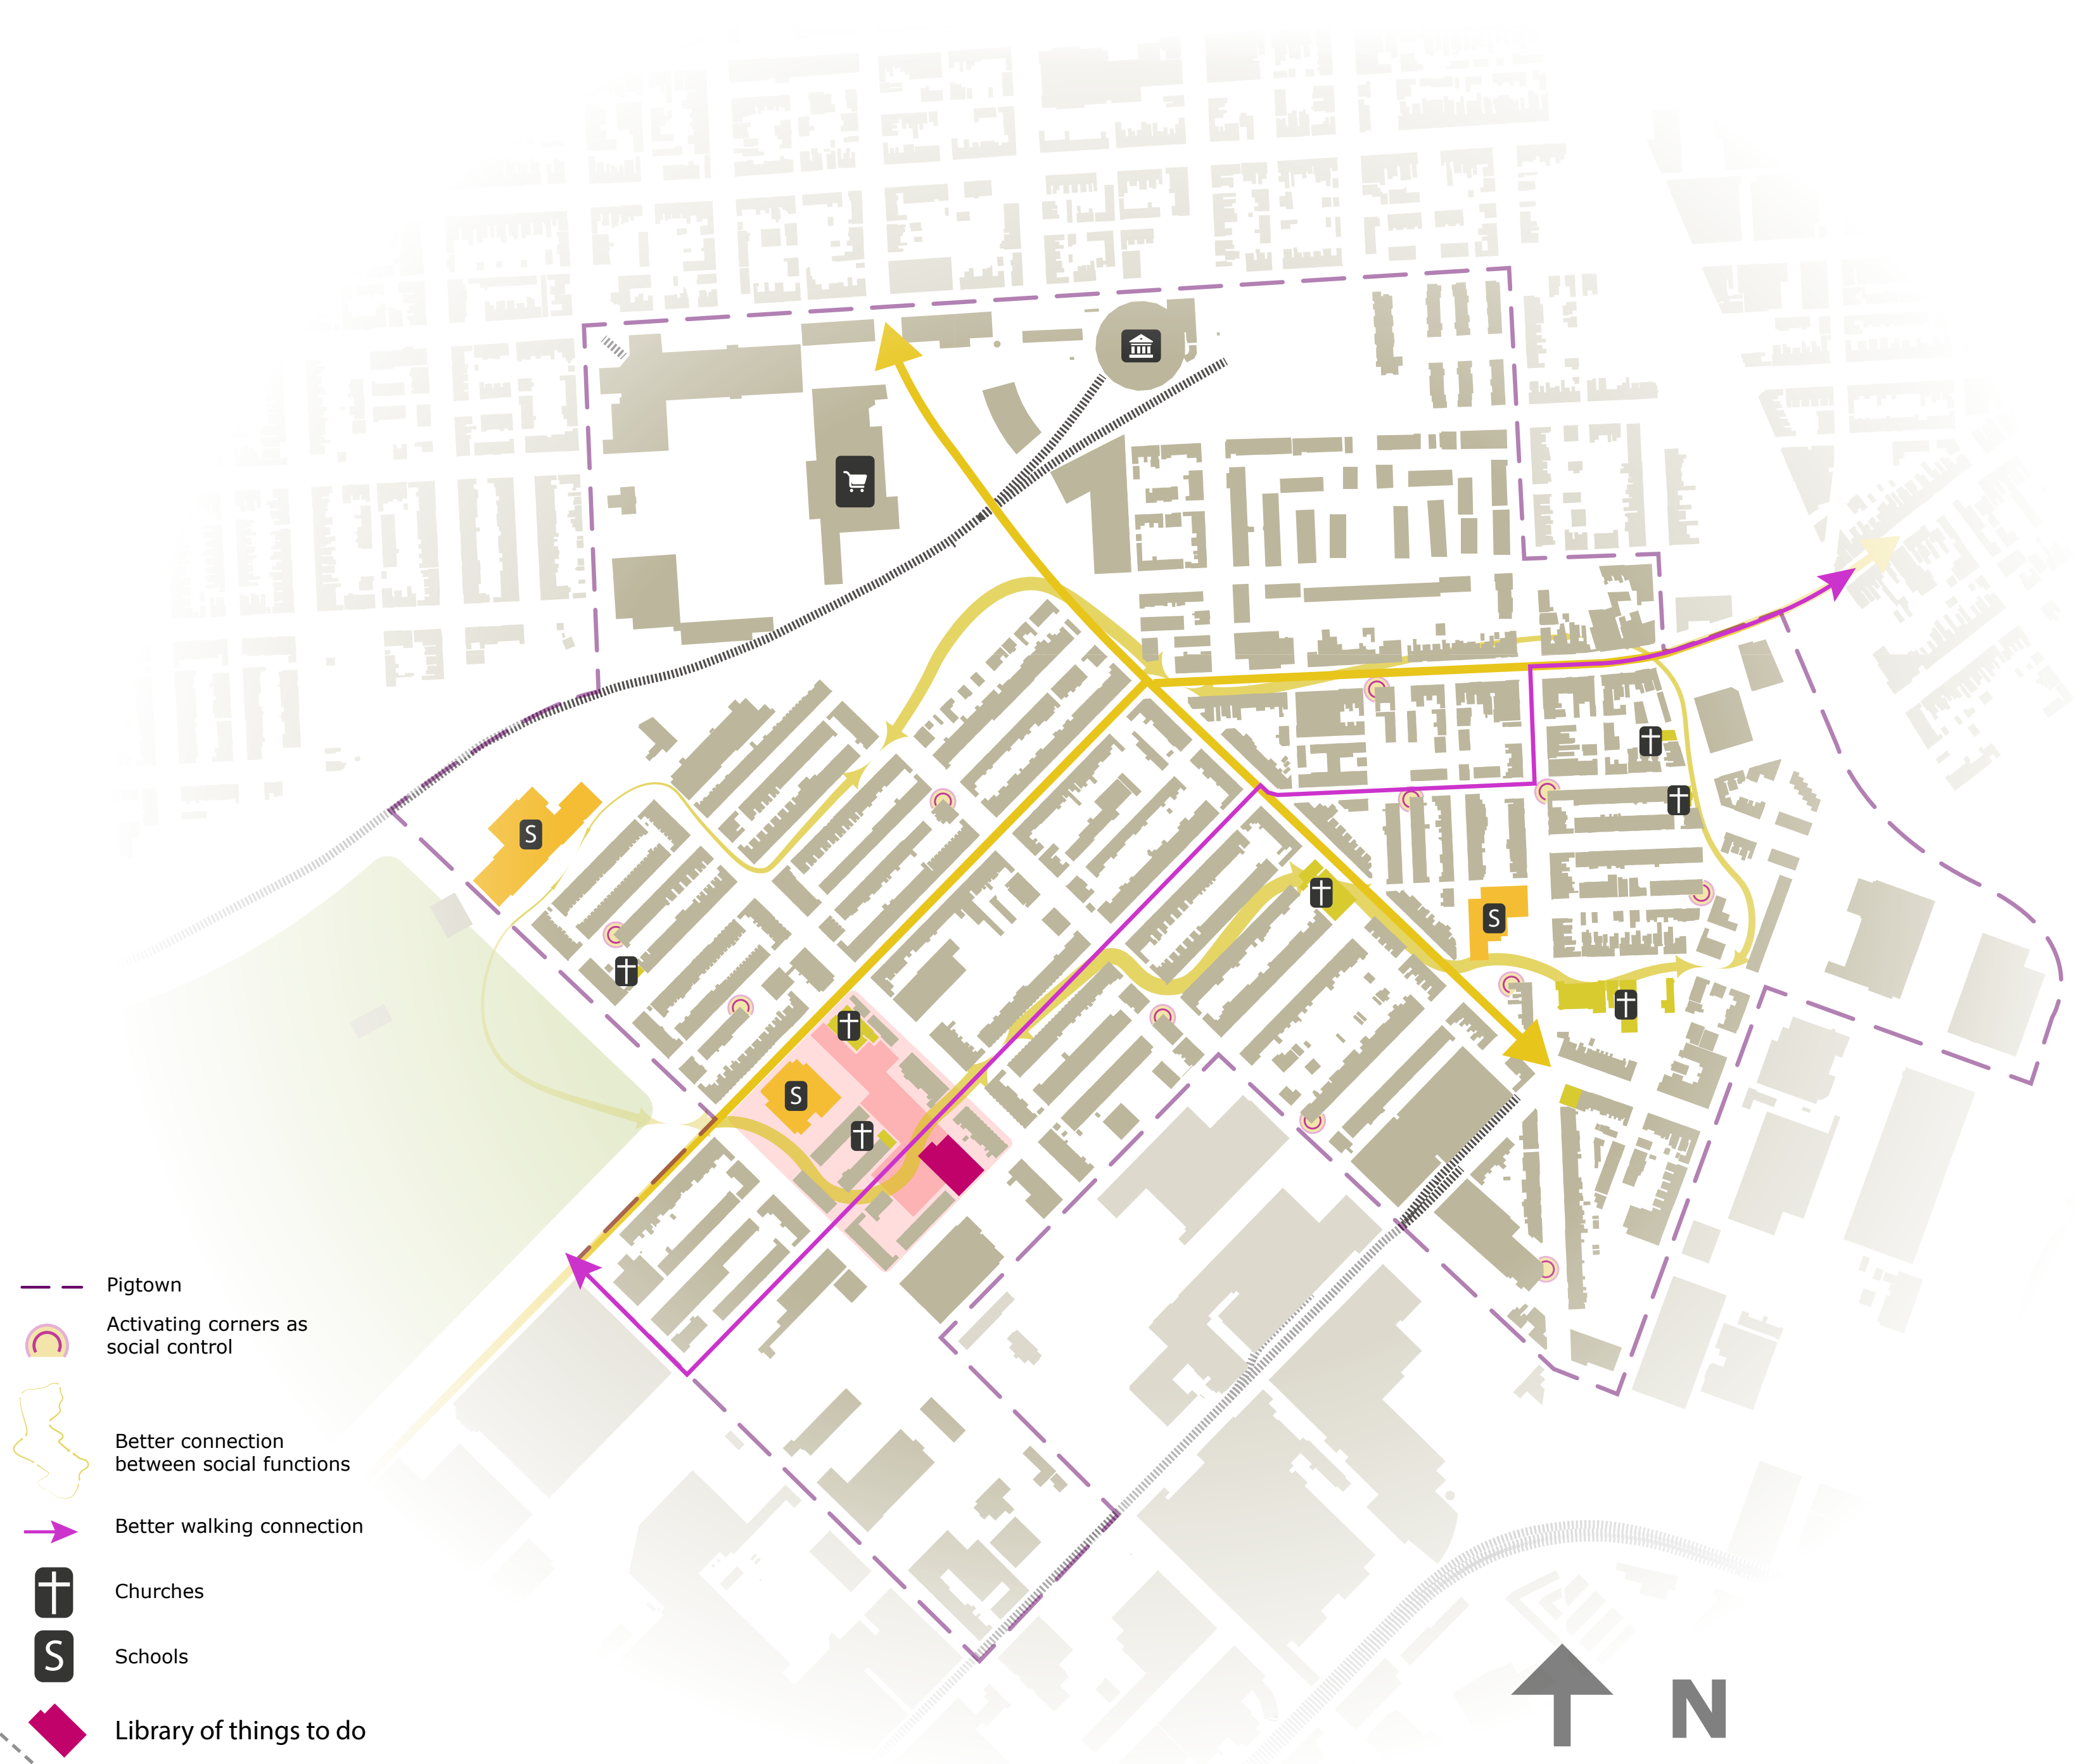 S
S
S
Pigtown
Activating corners as
social control
Better connection
between social functions
Better walking connection
Churches
S Schools
Library of things to do
N